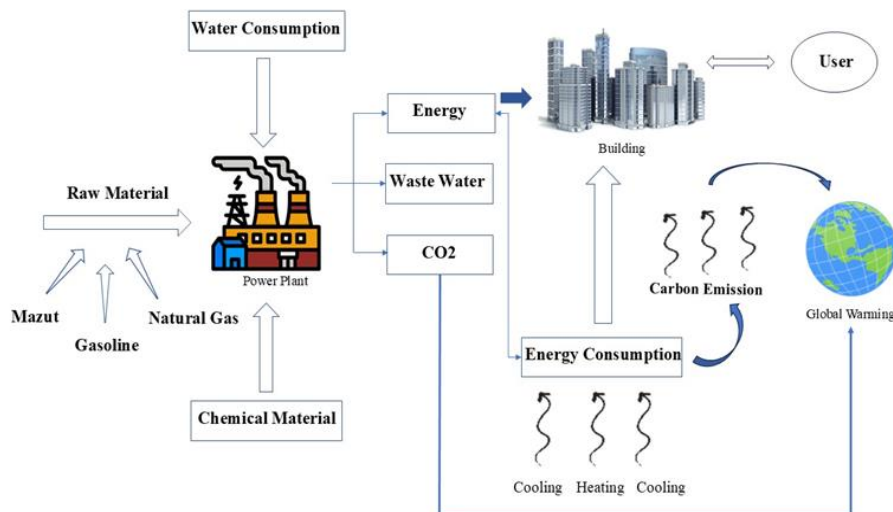 Water Consumption
User
Energy
Building
Waste Water
Raw Material
CO2
Power Plant
Carbon Emission
Mazut
Natural Gas
Gasoline
Global Warming
Energy Consumption
Chemical Material
Cooling
Heating
Cooling